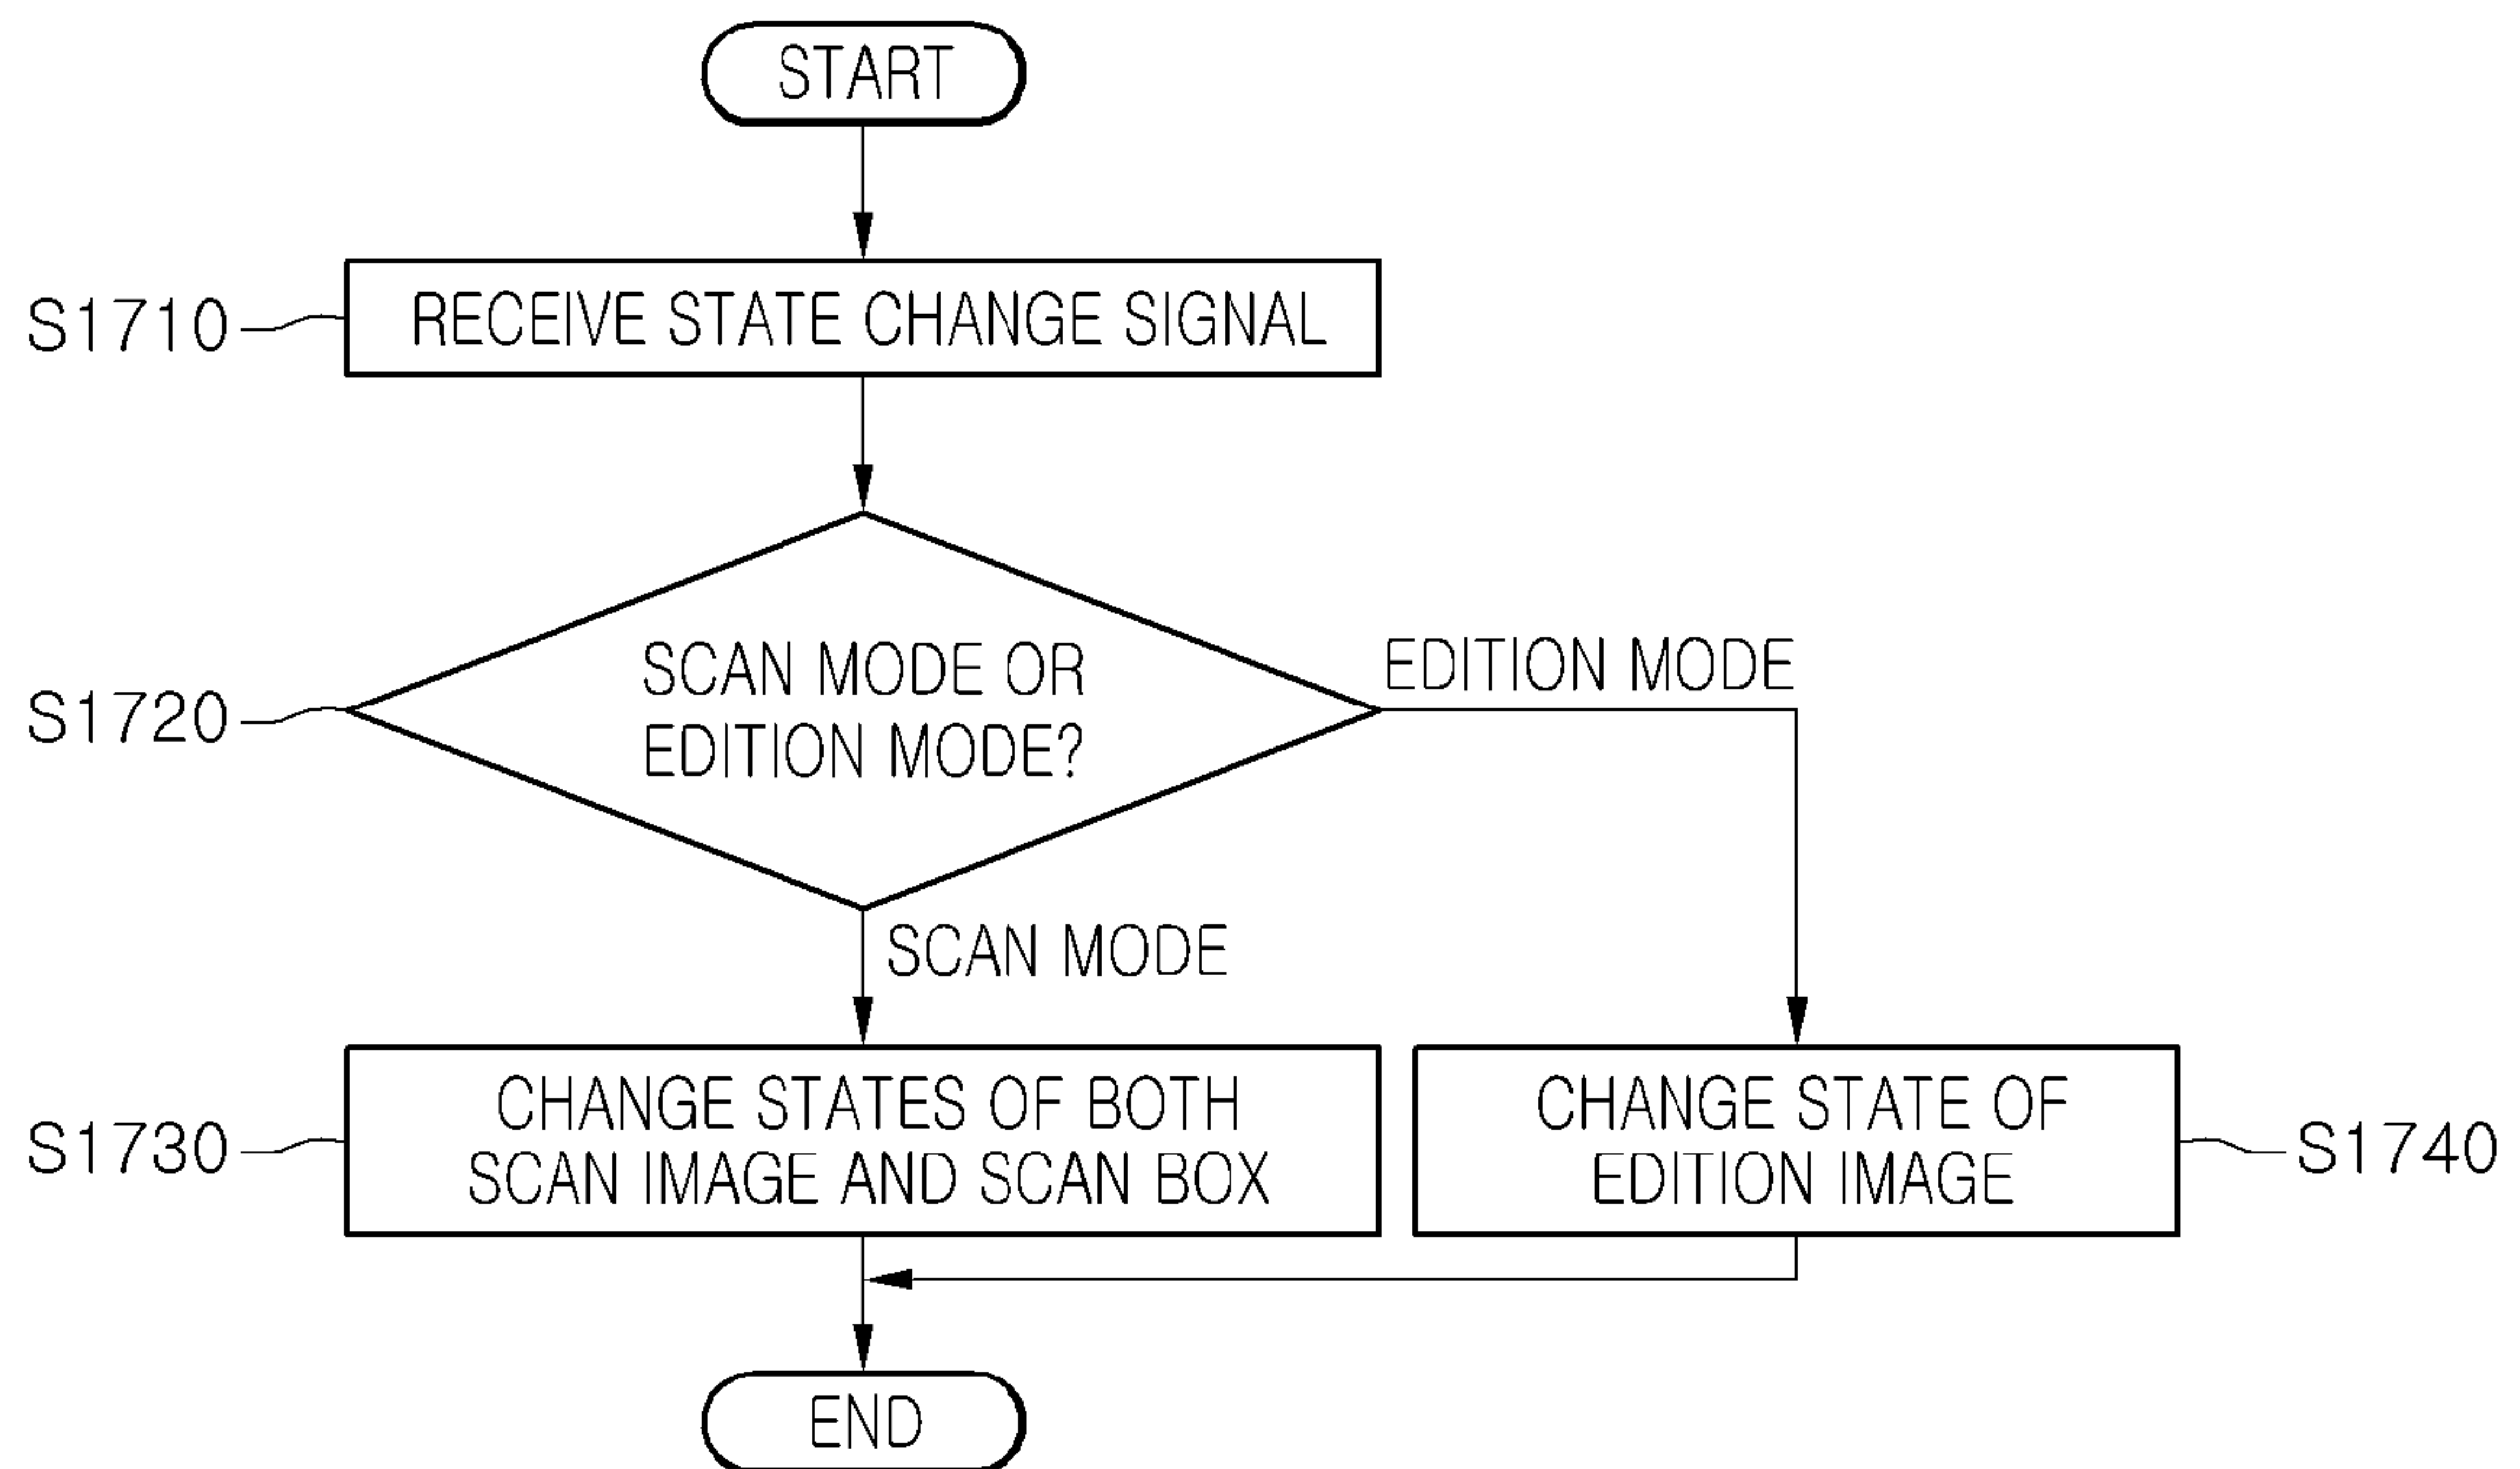 START
S1710
RECEIVE STATE CHANGE SIGNAL
S1720
SCAN MODE OR
EDITION MODE?
EDITION MODE
SCAN MODE
S1730
CHANGE STATES OF BOTH
SCAN IMAGE AND SCAN BOX
CHANGE STATE OF
EDITION IMAGE
S1740
END